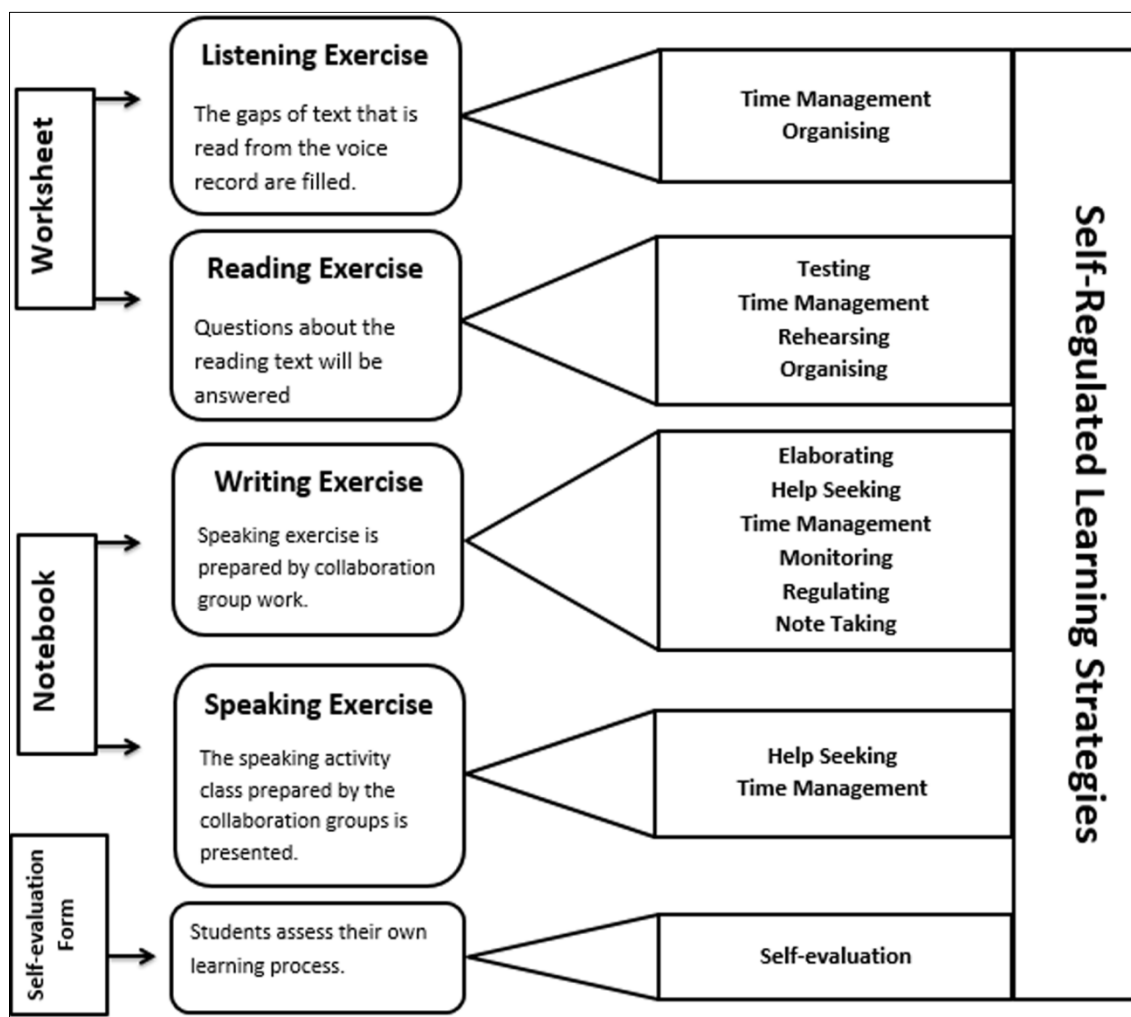 Worksheet
Listening Exercise
The gaps of text that is
read from the voice
record are filled.
Time Management
Organising
Reading Exercise
Questions about the
reading text will be
answered
Testing
Time Management
Rehearsing
Organising
Notebook
Writing Exercise
Speaking exercise is
prepared by collaboration
group work.
Elaborating
Help Seeking
Time Management
Monitoring
Regulating
Note Taking
Speaking Exercise
The speaking activity
class prepared by the
collaboration groups is
presented.
Help Seeking
Time Management
Self-evaluation
Form
Students assess their own
learning process.
Self-evaluation
Self-Regulated Learning Strategies